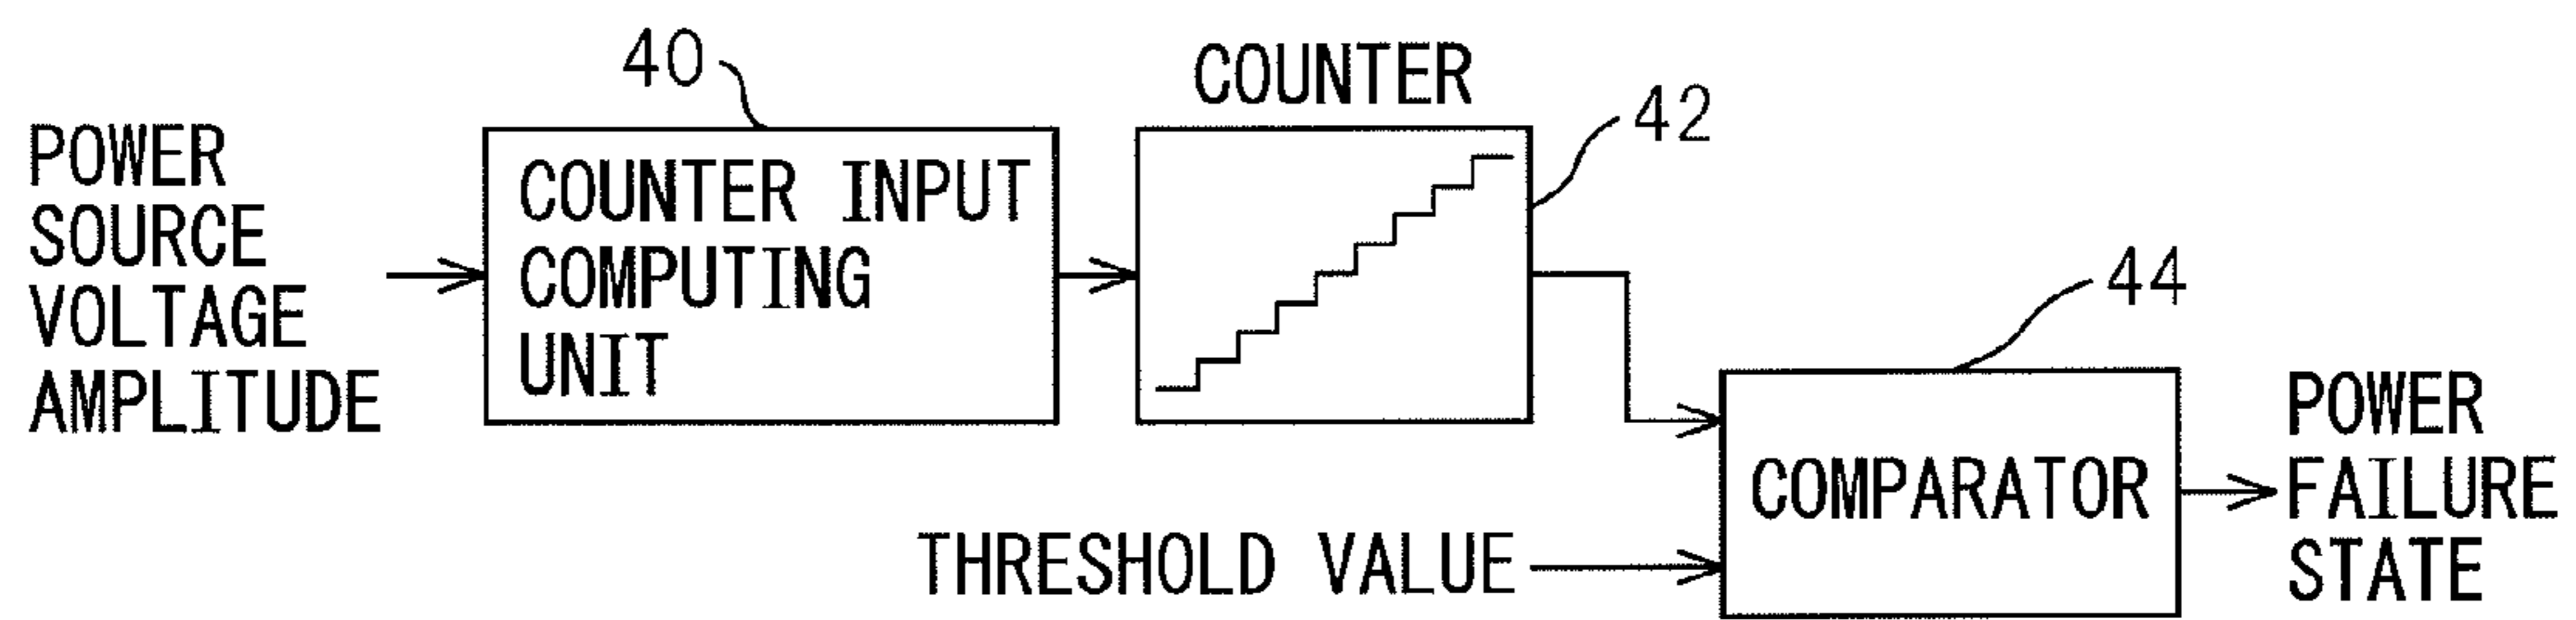 40
COUNTER
42
POWER
SOURCE
VOLTAGE
AMPLITUDE
COUNTER INPUT
COMPUTING
UNIT
44
COMPARATOR
THRESHOLD VALUE
POWER
FAILURE
STATE